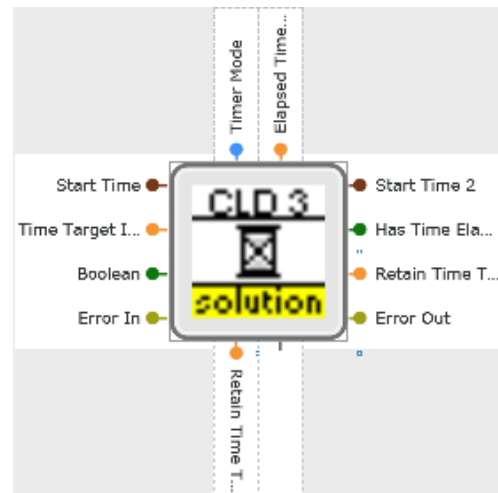 Timer Mode
Elapsed Time...
Start Time
Time Target I...
Boolean
Error In
CLD 3
solution
Start Time 2
Has Time Ela...
Retain Time T...
Error Out
Retain Time T...